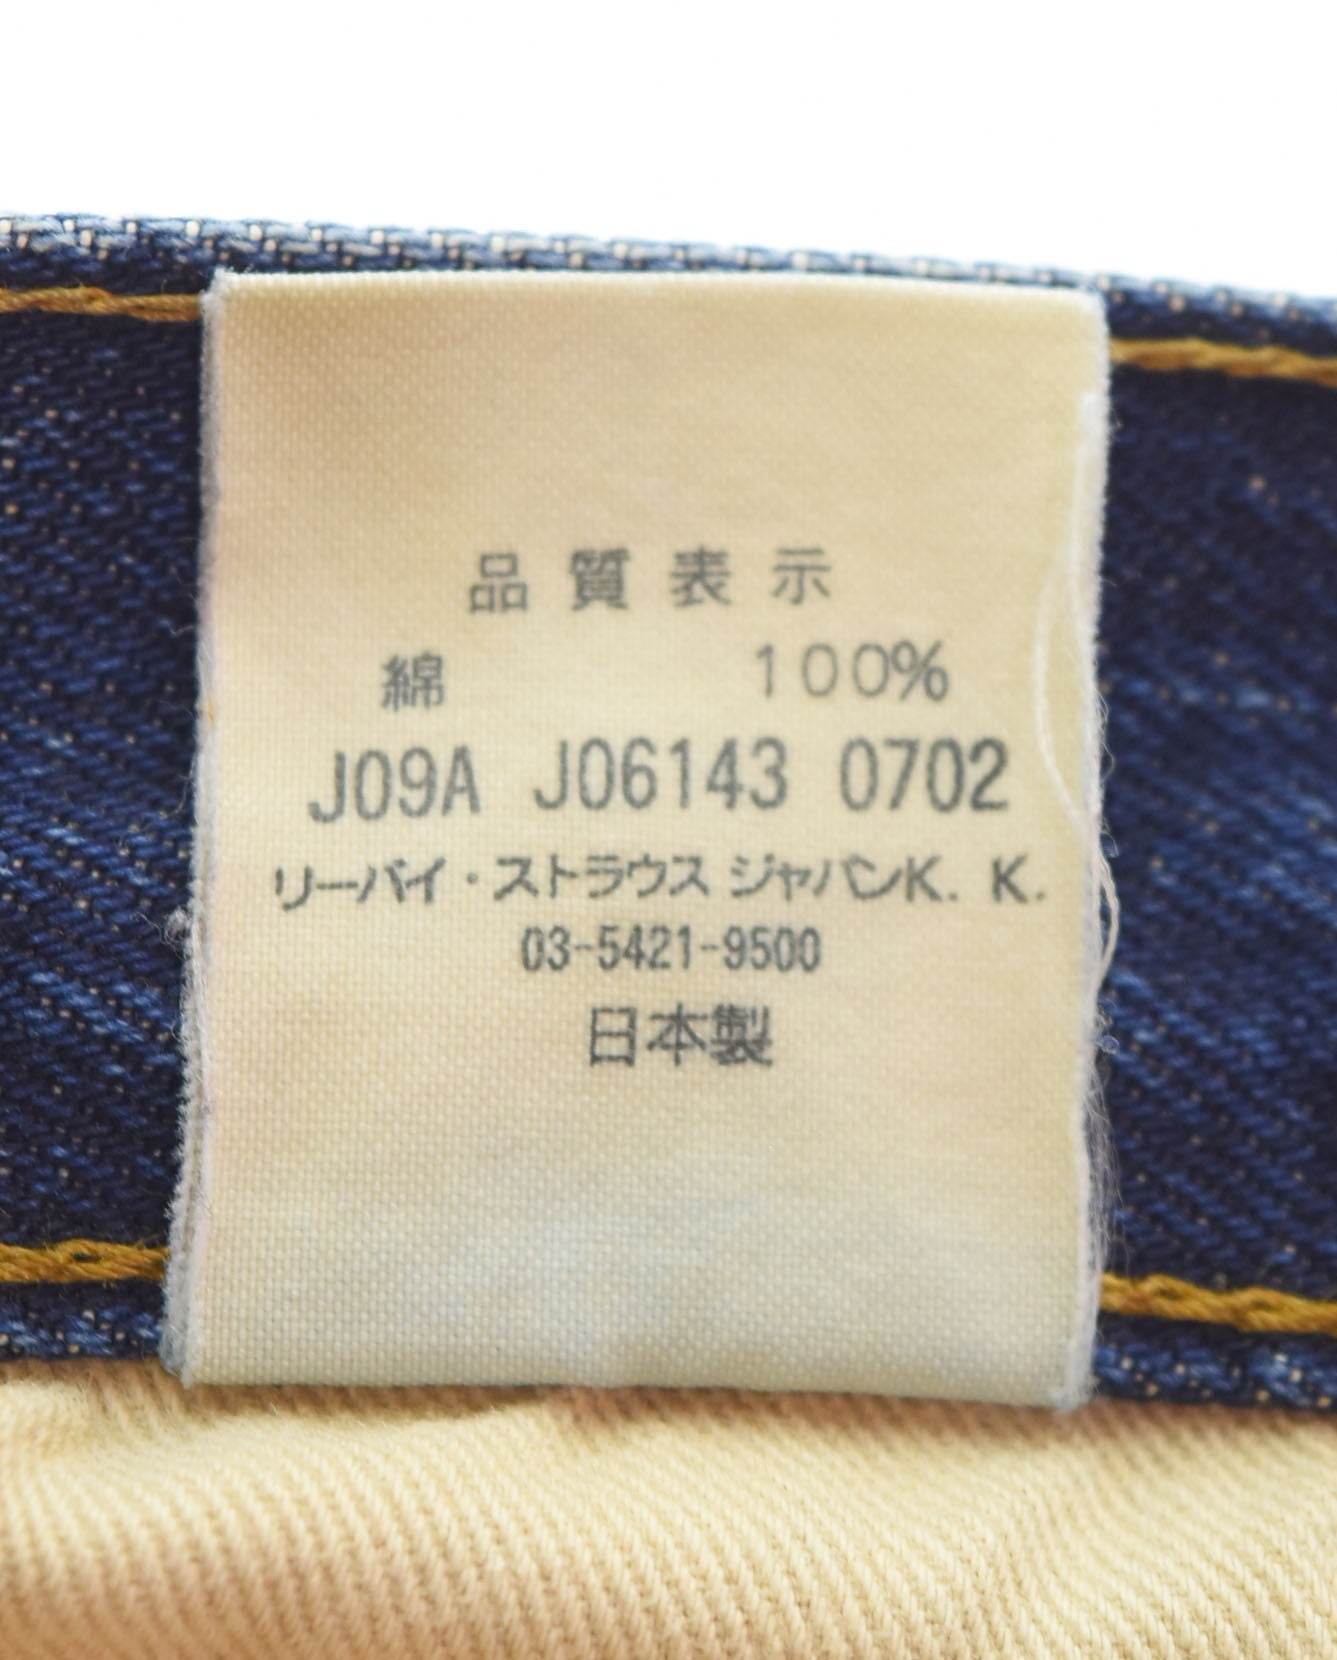 品質表示
綿 100%
J09A J06143 0702
リーバイ・ストラウス ジャパンK. K.
03-5421-9500
日本製